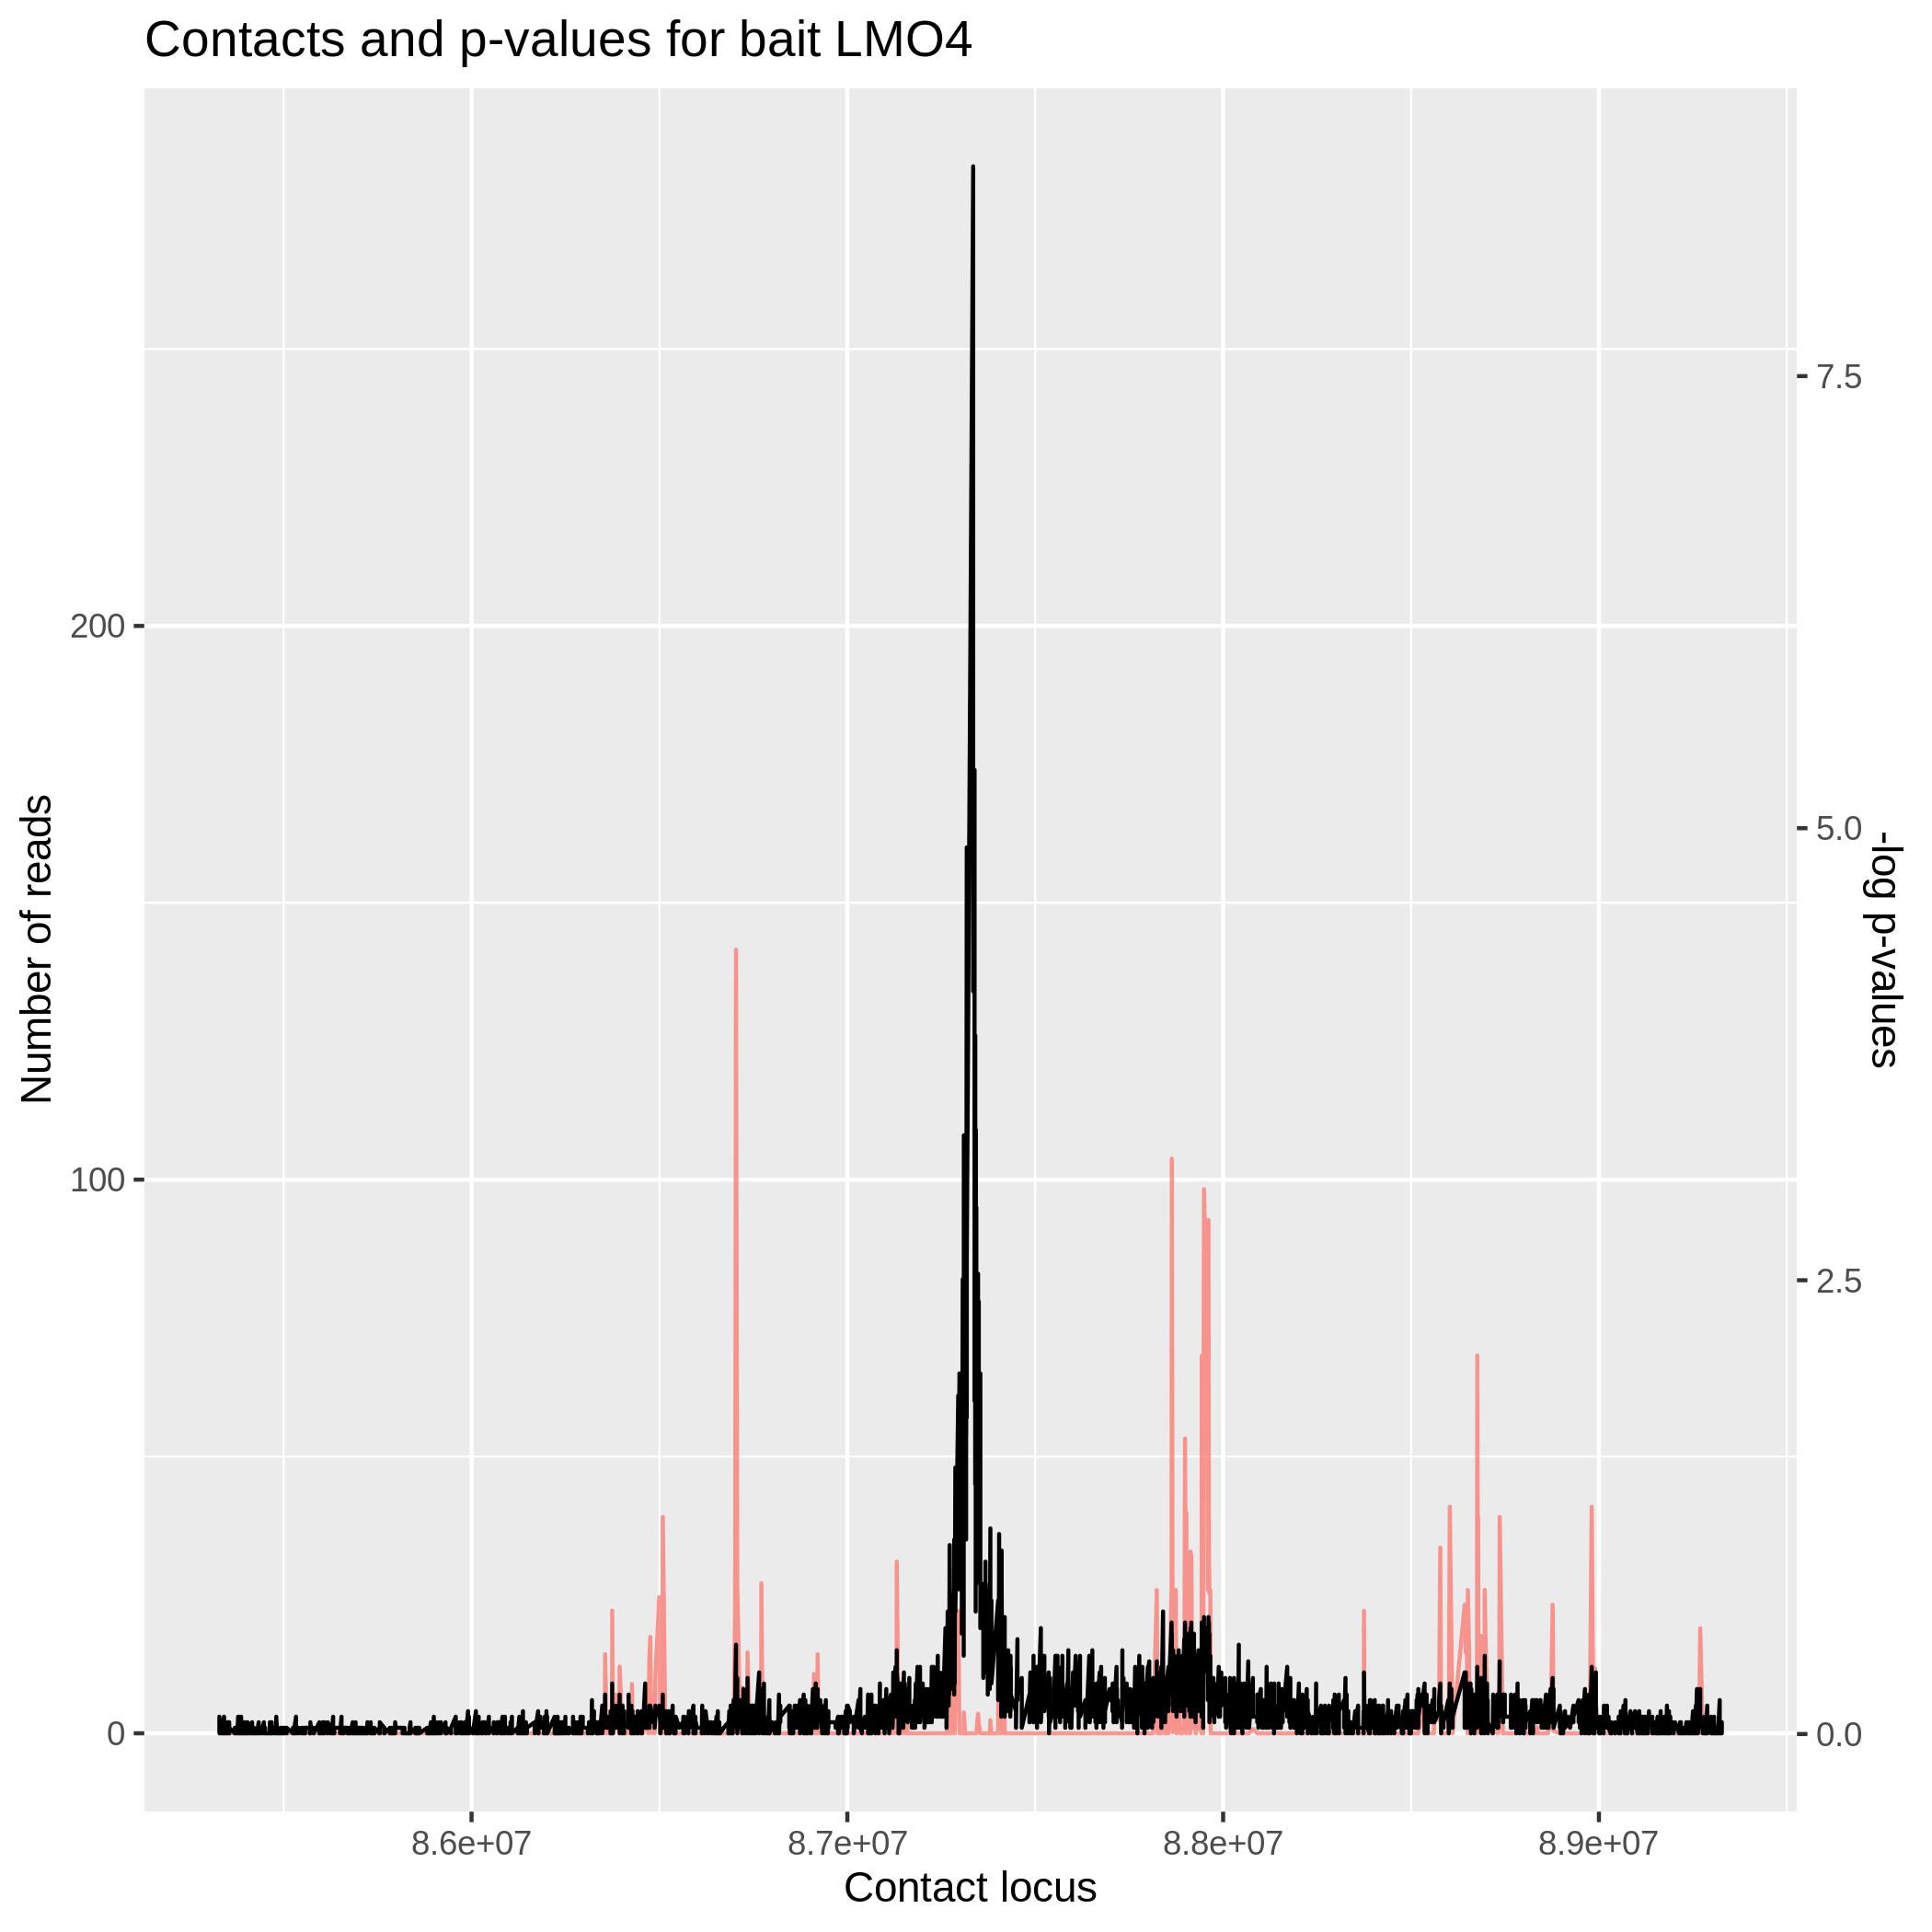 Contacts and p-values for bait LMO4
Number of reads
200
100
0
7.5
5.0
2.5
0.0
-log p-values
8.6e+07
8.7e+07
8.8e+07
8.9e+07
Contact locus